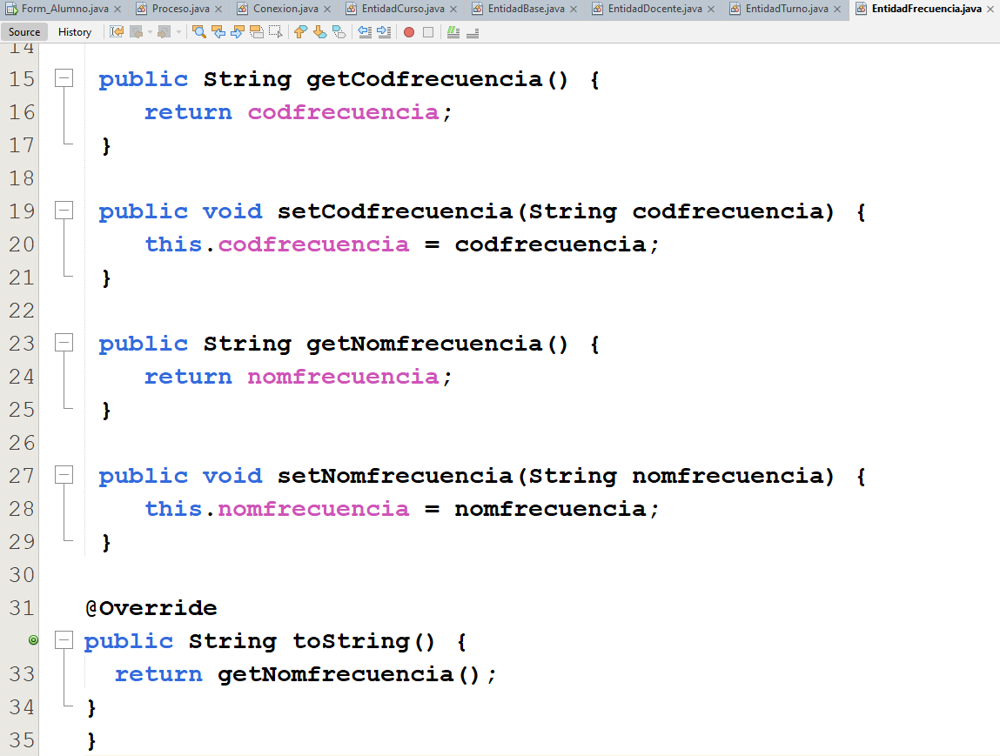 Form_Alumno.java Proceso.java Conexion.java EntidadCurso.java EntidadBase.java EntidadDocente.java EntidadTurno.java EntidadFrecuencia.java
Source History
14
15 public String getCodfrecuencia() {
16 return codfrecuencia;
17 }
18
19 public void setCodfrecuencia(String codfrecuencia) {
20 this.codfrecuencia = codfrecuencia;
21 }
22
23 public String getNomfrecuencia() {
24 return nomfrecuencia;
25 }
26
27 public void setNomfrecuencia(String nomfrecuencia) {
28 this.nomfrecuencia = nomfrecuencia;
29 }
30
31 @Override
public String toString() {
33 return getNomfrecuencia();
34 }
35 }